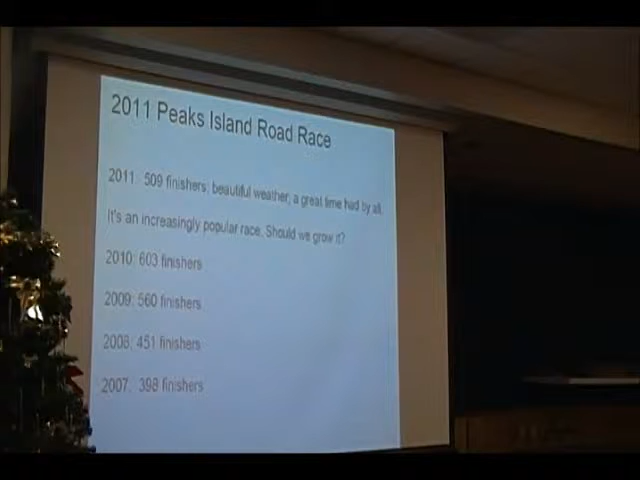 2011 Peaks Island Road Race
2011: 509 finishers; beautiful weather; a great time had by all.
It's an increasingly popular race. Should we grow it?
2010: 603 finishers
2009: 560 finishers
2008: 451 finishers
2007: 398 finishers